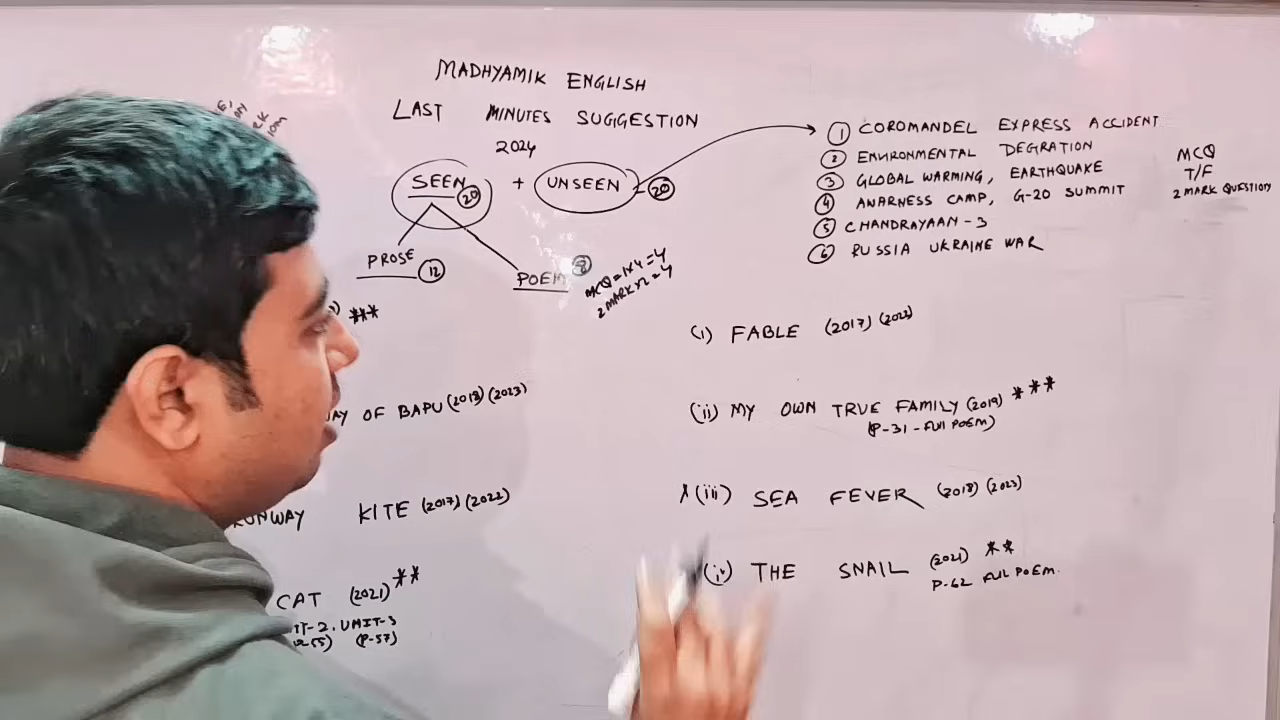 MADHYAMIK ENGLISH
LAST MINUTES SUGGESTION
2024
SEEN 20 + UNSEEN 20
PROSE 12
POEM 8
MCQ = 1x4 = 4
2 MARK x 2 = 4
1 COROMANDEL EXPRESS ACCIDENT
2 ENVIRONMENTAL DEGRATION
3 GLOBAL WARMING, EARTHQUAKE
4 AWARNESS CAMP, G-20 SUMMIT
5 CHANDRAYAAN-3
6 RUSSIA UKRAINE WAR
MCQ
T/F
2 MARK QUESTION
***
OF BAPU (2018) (2023)
RUNWAY KITE (2017) (2022)
CAT (2021) **
UNIT-3
(P-57)
(i) FABLE (2017) (2022)
(ii) MY OWN TRUE FAMILY (2019) ***
(P-31 - FULL POEM)
(iii) SEA FEVER (2018) (2023)
(iv) THE SNAIL (2021) **
P-62 FULL POEM.